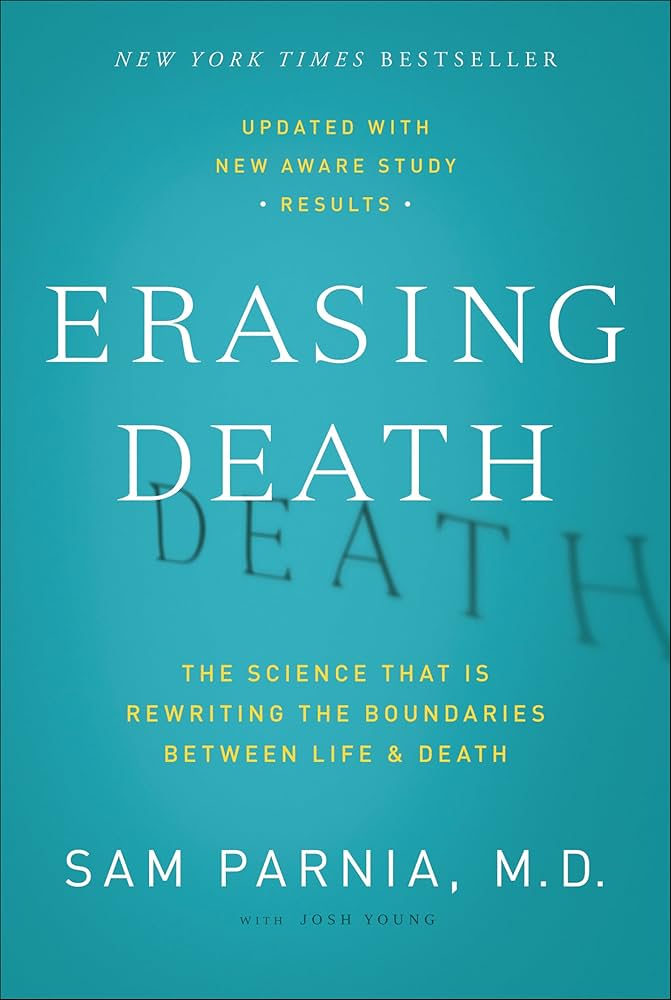 NEW YORK TIMES BESTSELLER
UPDATED WITH
NEW AWARE STUDY
• RESULTS •
ERASING
DEATH
DEATH
THE SCIENCE THAT IS
REWRITING THE BOUNDARIES
BETWEEN LIFE & DEATH
SAM PARNIA, M.D.
WITH JOSH YOUNG